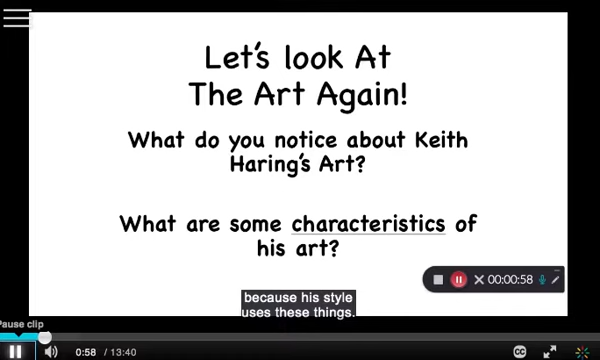 Let's look At
The Art Again!
What do you notice about Keith
Haring's Art?
What are some characteristics of
his art?
00:00:58
because his style
uses these things.
Pause clip
0:58 / 13:40
CC